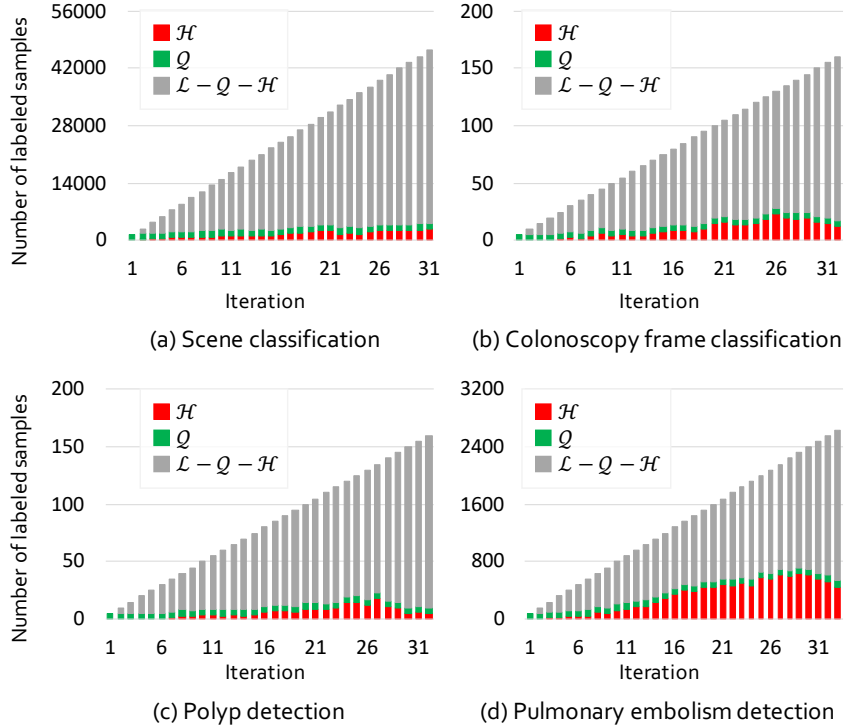 Number of labeled samples
56000
42000
28000
14000
0
ℋ
𝒬
ℒ − 𝒬 − ℋ
1 6 11 16 21 26 31
Iteration
(a) Scene classification
200
150
100
50
0
ℋ
𝒬
ℒ − 𝒬 − ℋ
1 6 11 16 21 26 31
Iteration
(b) Colonoscopy frame classification
Number of labeled samples
200
150
100
50
0
ℋ
𝒬
ℒ − 𝒬 − ℋ
1 6 11 16 21 26 31
Iteration
(c) Polyp detection
3200
2400
1600
800
0
ℋ
𝒬
ℒ − 𝒬 − ℋ
1 6 11 16 21 26 31
Iteration
(d) Pulmonary embolism detection